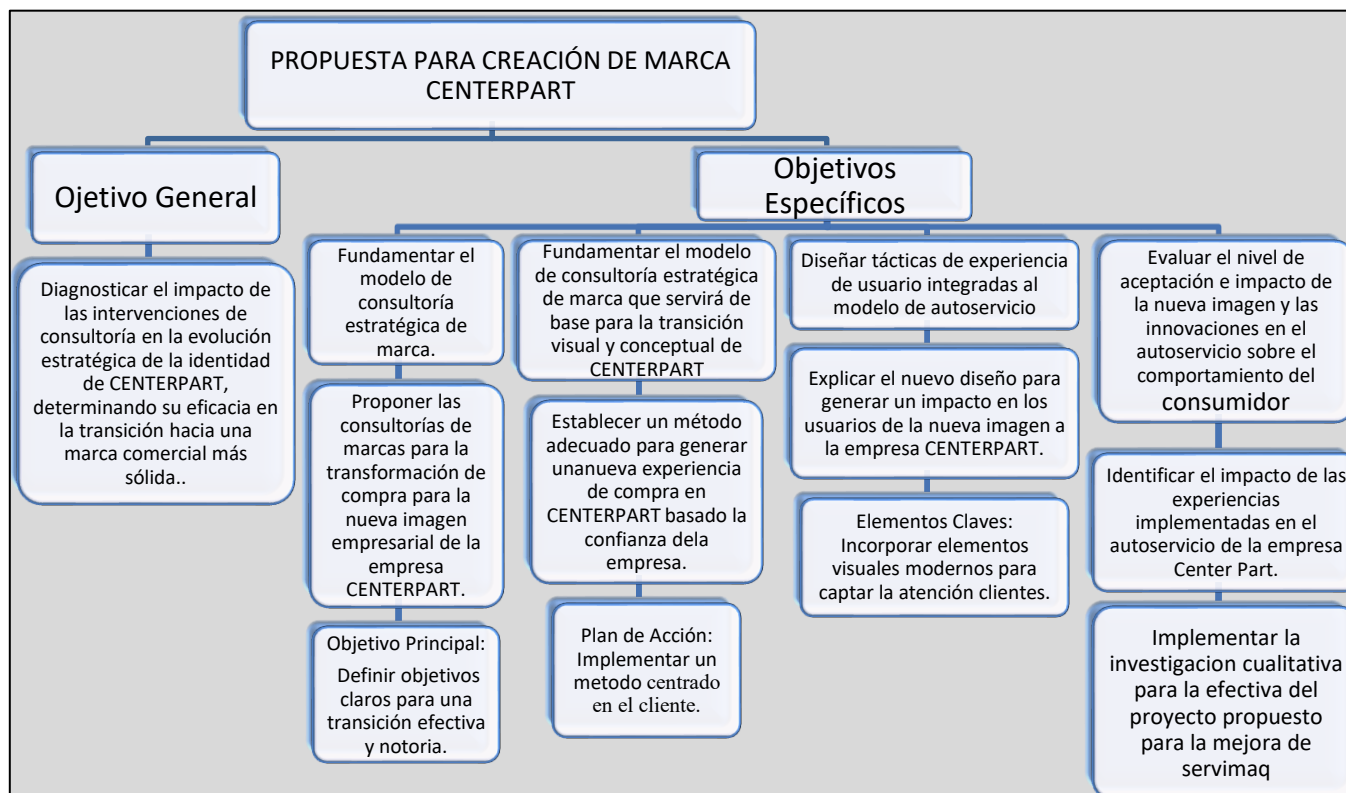 PROPUESTA PARA CREACIÓN DE MARCA
CENTERPART
Ojetivo General
Diagnosticar el impacto de
las intervenciones de
consultoría en la evolución
estratégica de la identidad
de CENTERPART,
determinando su eficacia en
la transición hacia una
marca comercial más
sólida..
Objetivos
Específicos
Fundamentar el
modelo de
consultoría
estratégica de
marca.
Proponer las
consultorías de
marcas para la
transformación de
compra para la
nueva imagen
empresarial de la
empresa
CENTERPART.
Objetivo Principal:
Definir objetivos
claros para una
transición efectiva
y notoria.
Fundamentar el modelo
de consultoría estratégica
de marca que servirá de
base para la transición
visual y conceptual de
CENTERPART
Establecer un método
adecuado para generar
unanueva experiencia
de compra en
CENTERPART basado la
confianza dela
empresa.
Plan de Acción:
Implementar un
metodo centrado
en el cliente.
Diseñar tácticas de experiencia
de usuario integradas al
modelo de autoservicio
Explicar el nuevo diseño para
generar un impacto en los
usuarios de la nueva imagen a
la empresa CENTERPART.
Elementos Claves:
Incorporar elementos
visuales modernos para
captar la atención clientes.
Evaluar el nivel de
aceptación e impacto de
la nueva imagen y las
innovaciones en el
autoservicio sobre el
comportamiento del
consumidor
Identificar el impacto de las
experiencias
implementadas en el
autoservicio de la empresa
Center Part.
Implementar la
investigacion cualitativa
para la efectiva del
proyecto propuesto
para la mejora de
servimaq